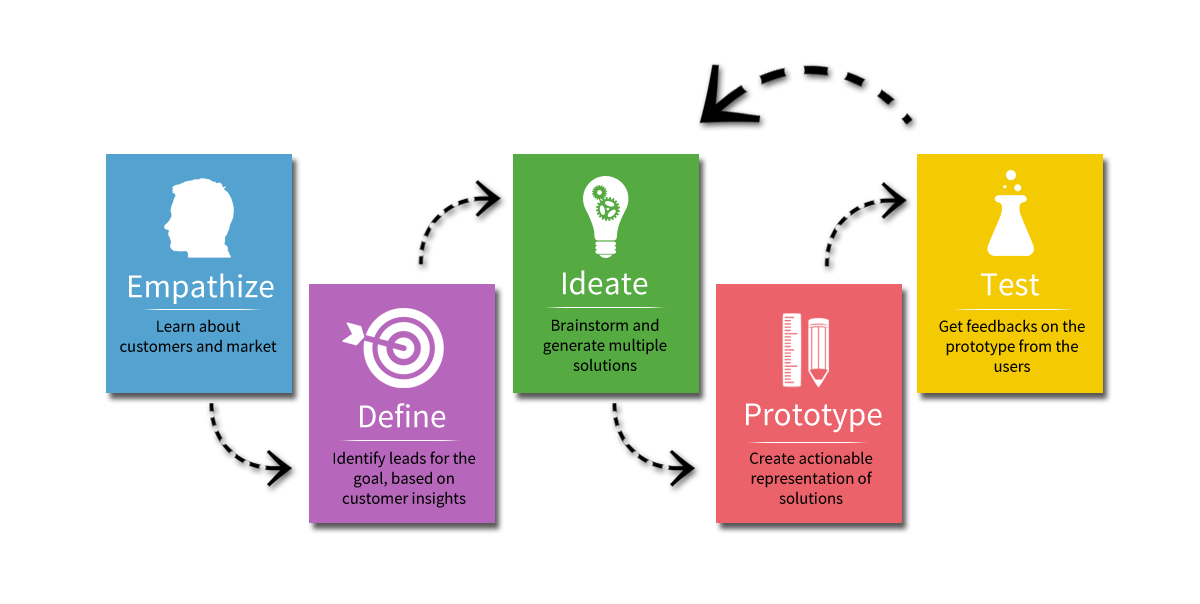 Empathize
Learn about
customers and market
Define
Identify leads for the
goal, based on
customer insights
Ideate
Brainstorm and
generate multiple
solutions
Prototype
Create actionable
representation of
solutions
Test
Get feedbacks on the
prototype from the
users